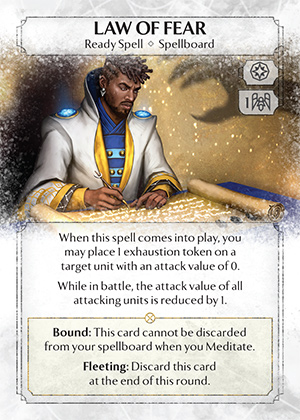 LAW OF FEAR
Ready Spell ◇ Spellboard
1
When this spell comes into play, you
may place 1 exhaustion token on a
target unit with an attack value of 0.
While in battle, the attack value of all
attacking units is reduced by 1.
Bound: This card cannot be discarded
from your spellboard when you Meditate.
Fleeting: Discard this card
at the end of this round.